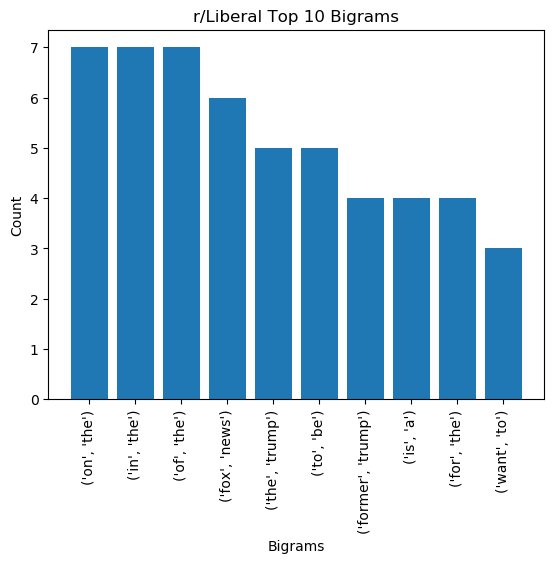 r/Liberal Top 10 Bigrams
7
6
5
4
3
2
1
0
Count
('on', 'the')
('in', 'the')
('of', 'the')
('fox', 'news')
('the', 'trump')
('to', 'be')
('former', 'trump')
('is', 'a')
('for', 'the')
('want', 'to')
Bigrams